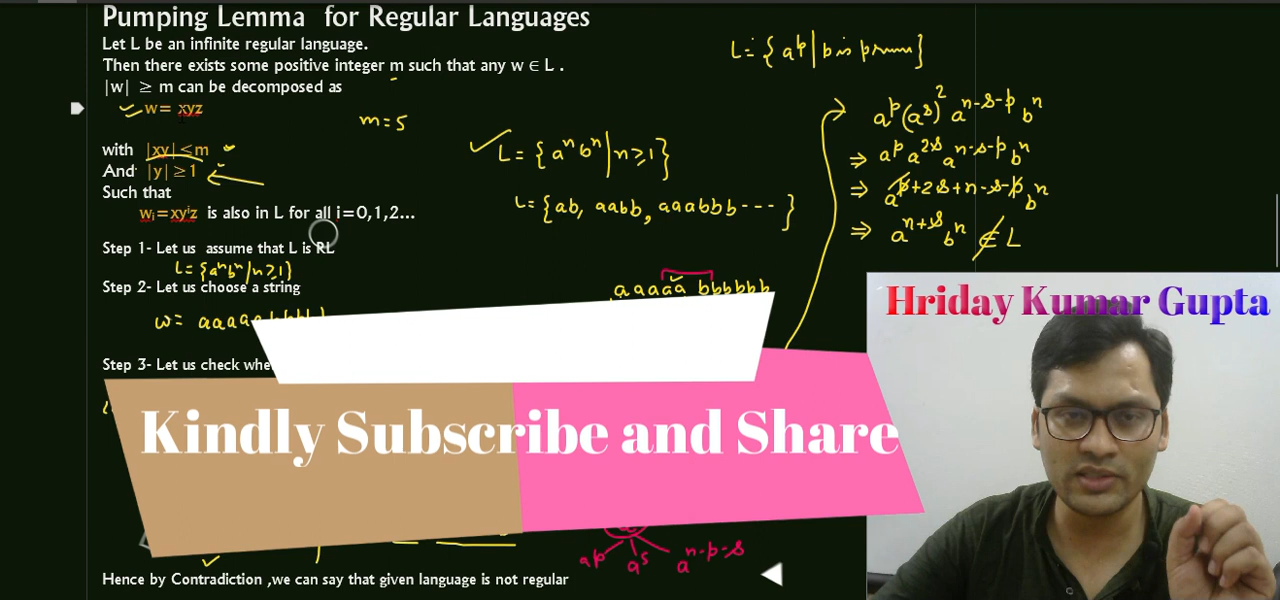 Pumping Lemma for Regular Languages
Let L be an infinite regular language.
Then there exists some positive integer m such that any w ∈ L .
|w| ≥ m can be decomposed as
w= xyz
m=5
with |xy| ≤m
And |y| ≥1
Such that
wᵢ=xyⁱz is also in L for all i=0,1,2...
Step 1- Let us assume that L is RL
L={aⁿbⁿ|n≥1}
Step 2- Let us choose a string
w= aaaa
Step 3- Let us check whe
L={aᵖ|p is prime}
L={aⁿbⁿ|n≥1}
L={ab, aabb, aaabbb---}
aaaaa bbbbbb
aᵖ(aˢ)² aⁿ⁻ˢ⁻ᵖ bⁿ
⇒ aᵖ a²ˢ aⁿ⁻ˢ⁻ᵖ bⁿ
⇒ aᵖ⁺²ˢ⁺ⁿ⁻ˢ⁻ᵖ bⁿ
⇒ aⁿ⁺ˢ bⁿ ∉ L
Hriday Kumar Gupta
Kindly Subscribe and Share
aᵖ aˢ aⁿ⁻ᵖ⁻ˢ
Hence by Contradiction ,we can say that given language is not regular